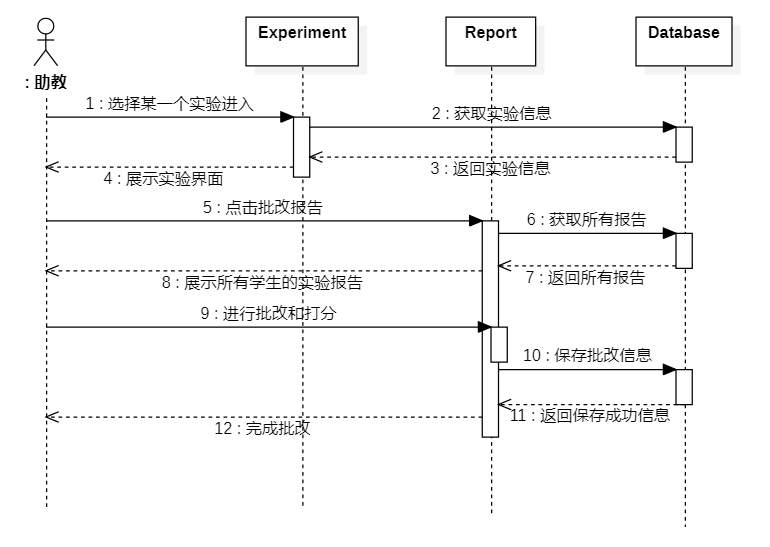 Experiment
Report
Database
: 助教
1 : 选择某一个实验进入
2 : 获取实验信息
3 : 返回实验信息
4 : 展示实验界面
5 : 点击批改报告
6 : 获取所有报告
7 : 返回所有报告
8 : 展示所有学生的实验报告
9 : 进行批改和打分
10 : 保存批改信息
11 : 返回保存成功信息
12 : 完成批改